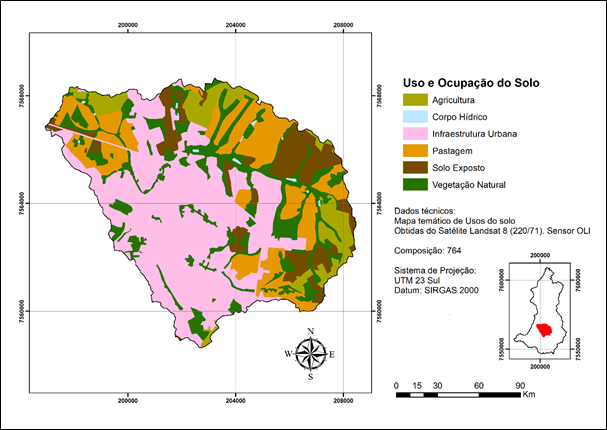 200000
204000
208000
7568000
7568000
7564000
7564000
7560000
7560000
200000
204000
208000
N
W
E
S
Uso e Ocupação do Solo
Agricultura
Corpo Hídrico
Infraestrutura Urbana
Pastagem
Solo Exposto
Vegetação Natural
Dados técnicos:
Mapa temático de Usos do solo
Obtidas do Satélite Landsat 8 (220/71). Sensor OLI
Composição: 764
Sistema de Projeção:
UTM 23 Sul
Datum: SIRGAS 2000
200000
7600000
7600000
7550000
7550000
200000
0 15 30 60 90
Km